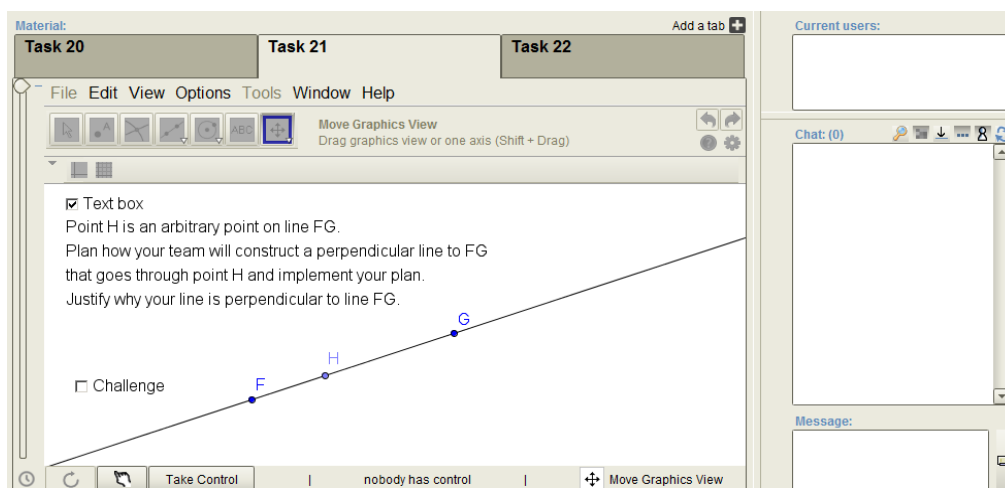 Material:
Add a tab
Current users:
Task 20
Task 21
Task 22
File Edit View Options Tools Window Help
ABC
Move Graphics View
Drag graphics view or one axis (Shift + Drag)
Chat: (0)
Text box
Point H is an arbitrary point on line FG.
Plan how your team will construct a perpendicular line to FG
that goes through point H and implement your plan.
Justify why your line is perpendicular to line FG.
G
H
F
Challenge
Message:
Take Control | nobody has control | Move Graphics View